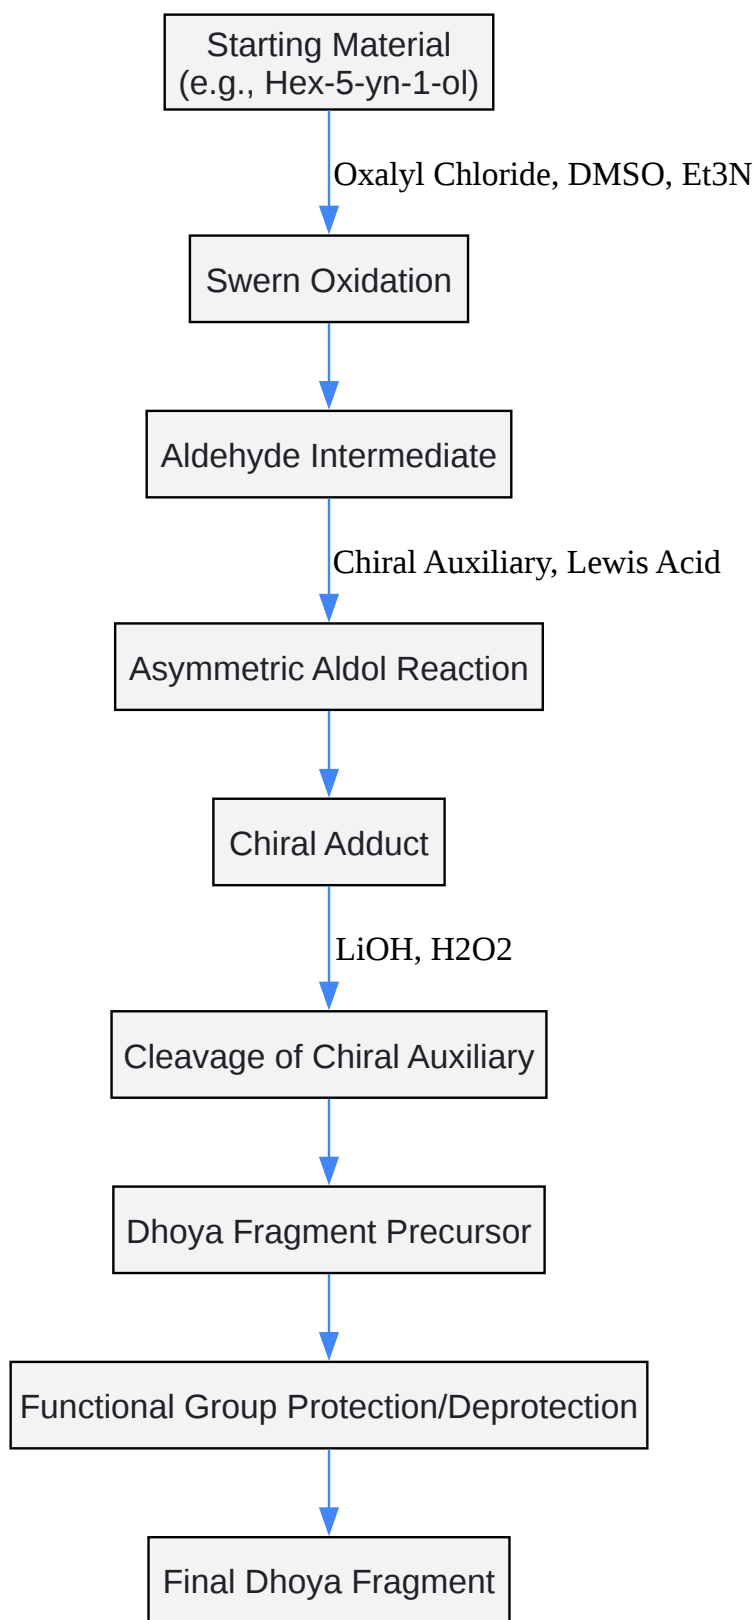 Starting Material
(e.g., Hex-5-yn-1-ol)
Oxalyl Chloride, DMSO, Et3N
Swern Oxidation
Aldehyde Intermediate
Chiral Auxiliary, Lewis Acid
Asymmetric Aldol Reaction
Chiral Adduct
LiOH, H2O2
Cleavage of Chiral Auxiliary
Dhoya Fragment Precursor
Functional Group Protection/Deprotection
Final Dhoya Fragment